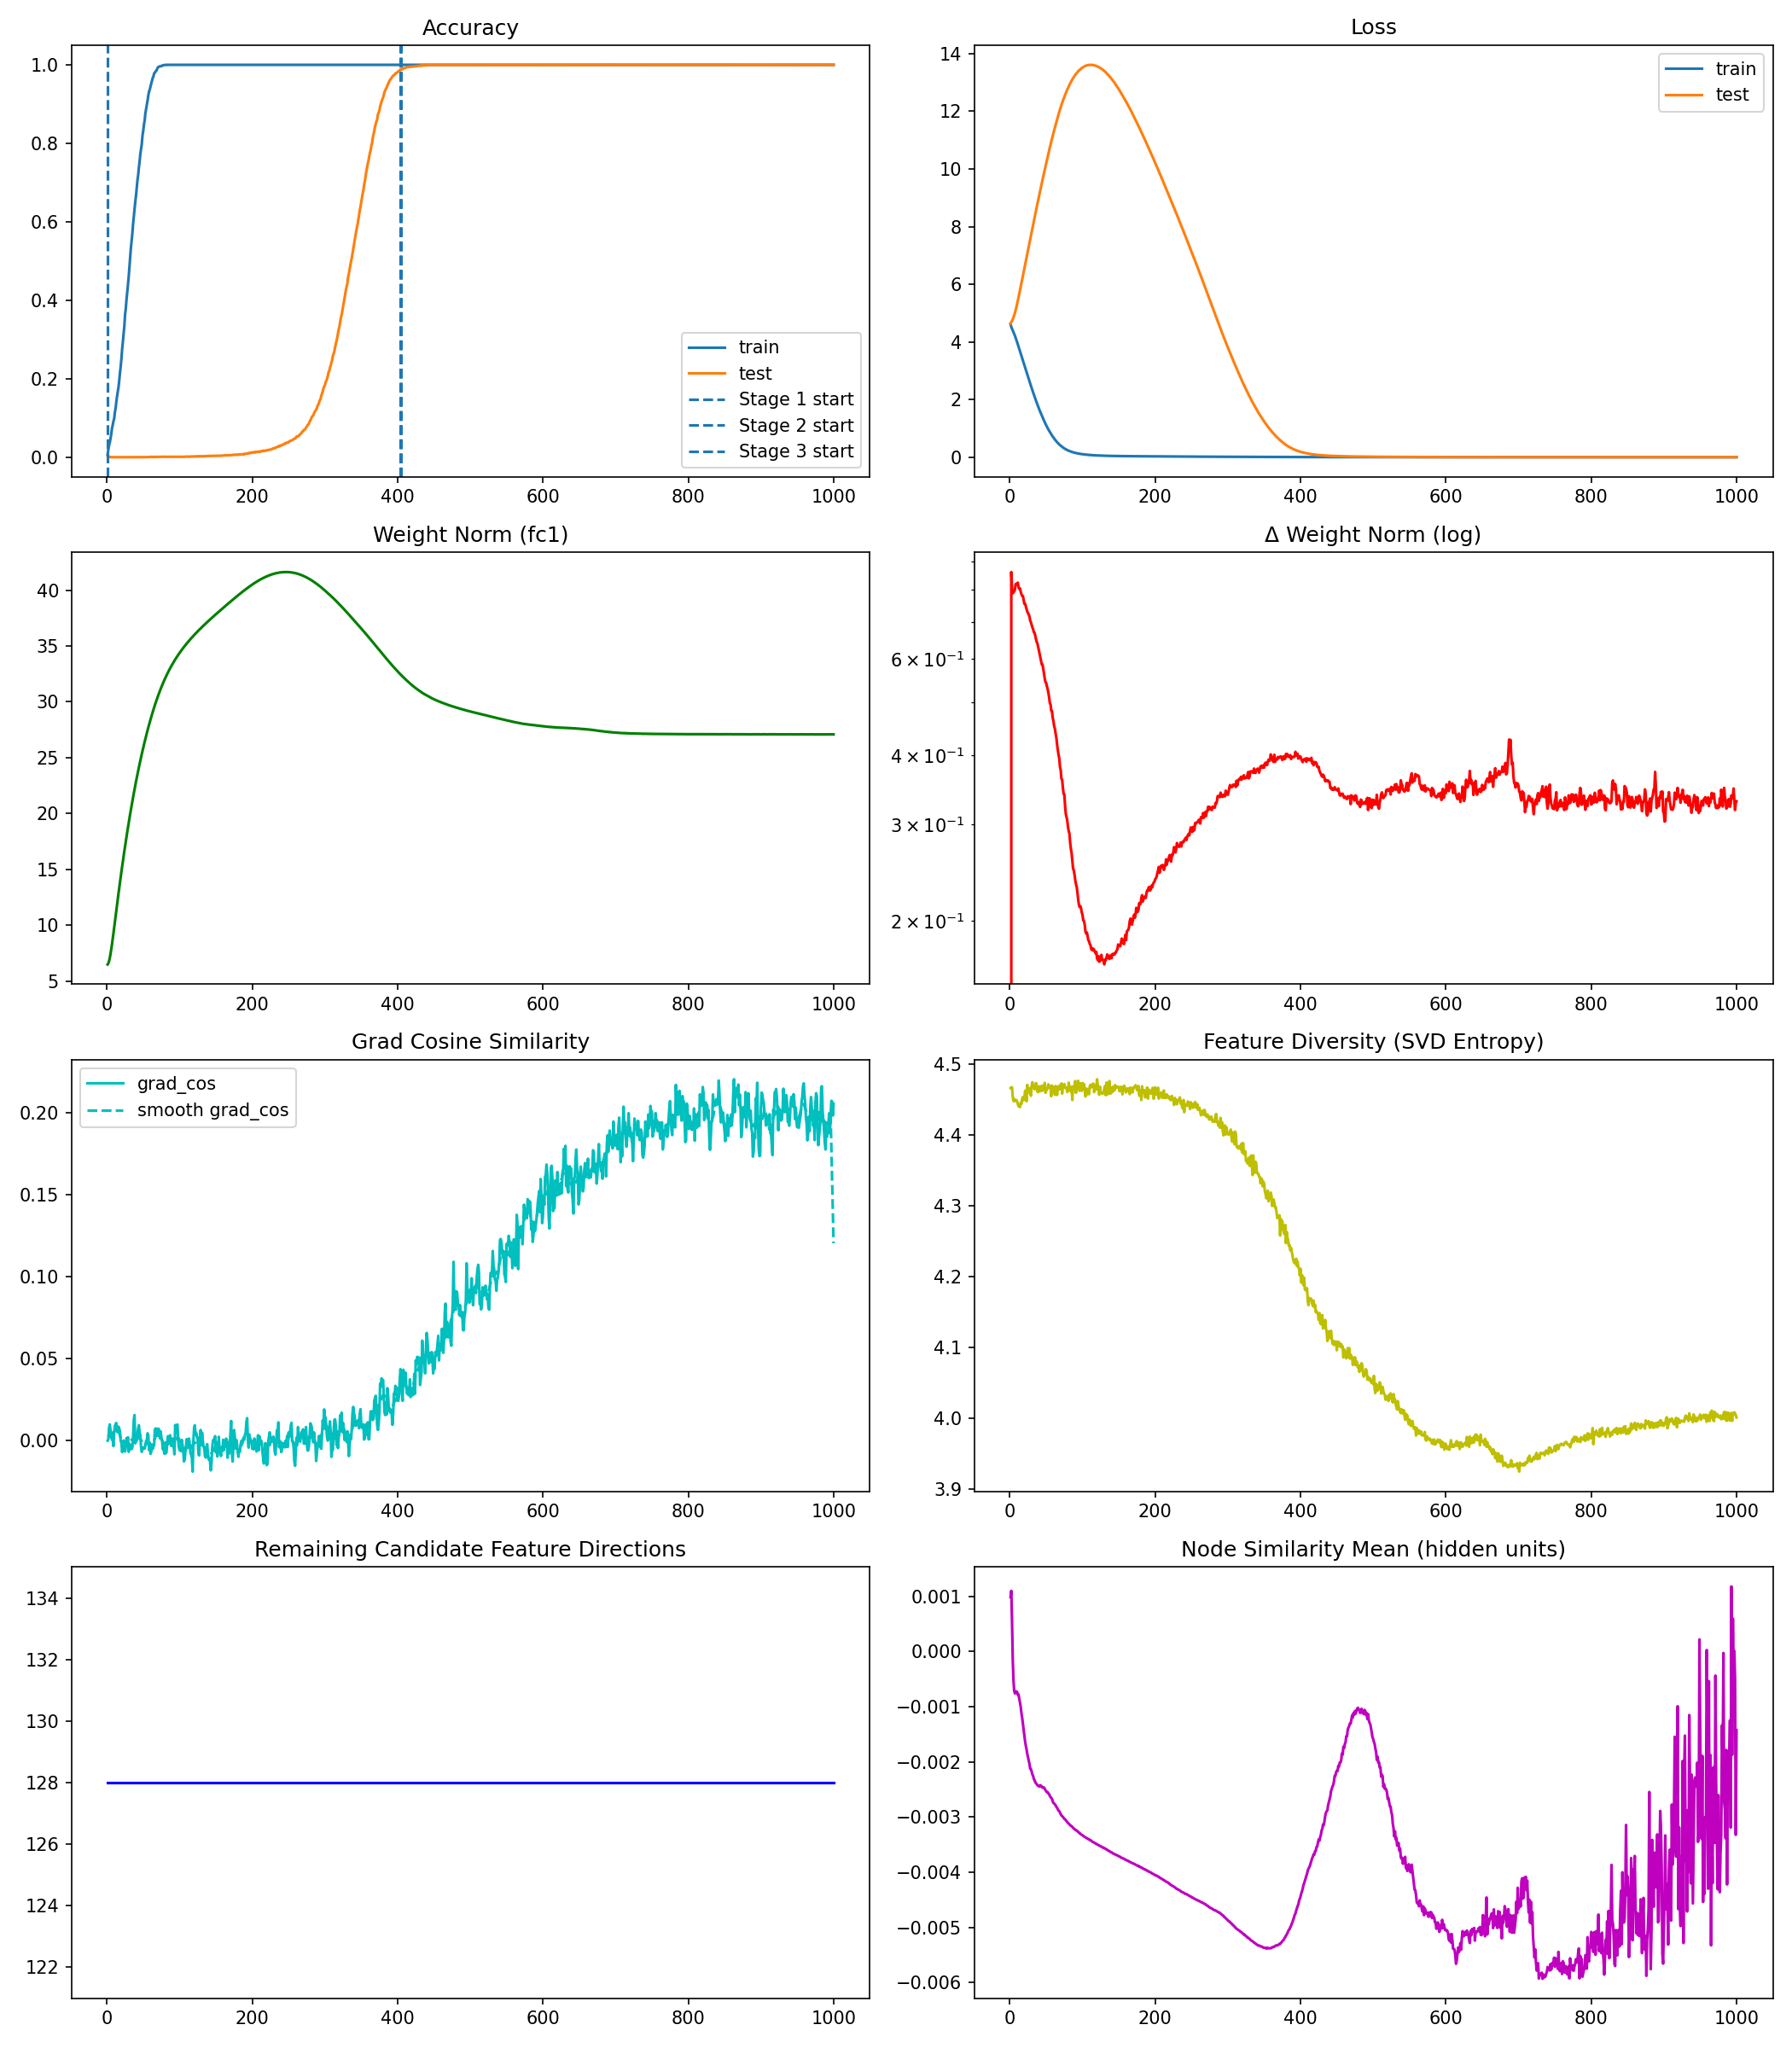 Accuracy
1.0
0.8
0.6
0.4
0.2
0.0
0 200 400 600 800 1000
train
test
Stage 1 start
Stage 2 start
Stage 3 start
Loss
14
12
10
8
6
4
2
0
0 200 400 600 800 1000
train
test
Weight Norm (fc1)
40
35
30
25
20
15
10
5
0 200 400 600 800 1000
Δ Weight Norm (log)
6 × 10⁻¹
4 × 10⁻¹
3 × 10⁻¹
2 × 10⁻¹
0 200 400 600 800 1000
Grad Cosine Similarity
grad_cos
smooth grad_cos
0.20
0.15
0.10
0.05
0.00
0 200 400 600 800 1000
Feature Diversity (SVD Entropy)
4.5
4.4
4.3
4.2
4.1
4.0
3.9
0 200 400 600 800 1000
Remaining Candidate Feature Directions
134
132
130
128
126
124
122
0 200 400 600 800 1000
Node Similarity Mean (hidden units)
0.001
0.000
−0.001
−0.002
−0.003
−0.004
−0.005
−0.006
0 200 400 600 800 1000